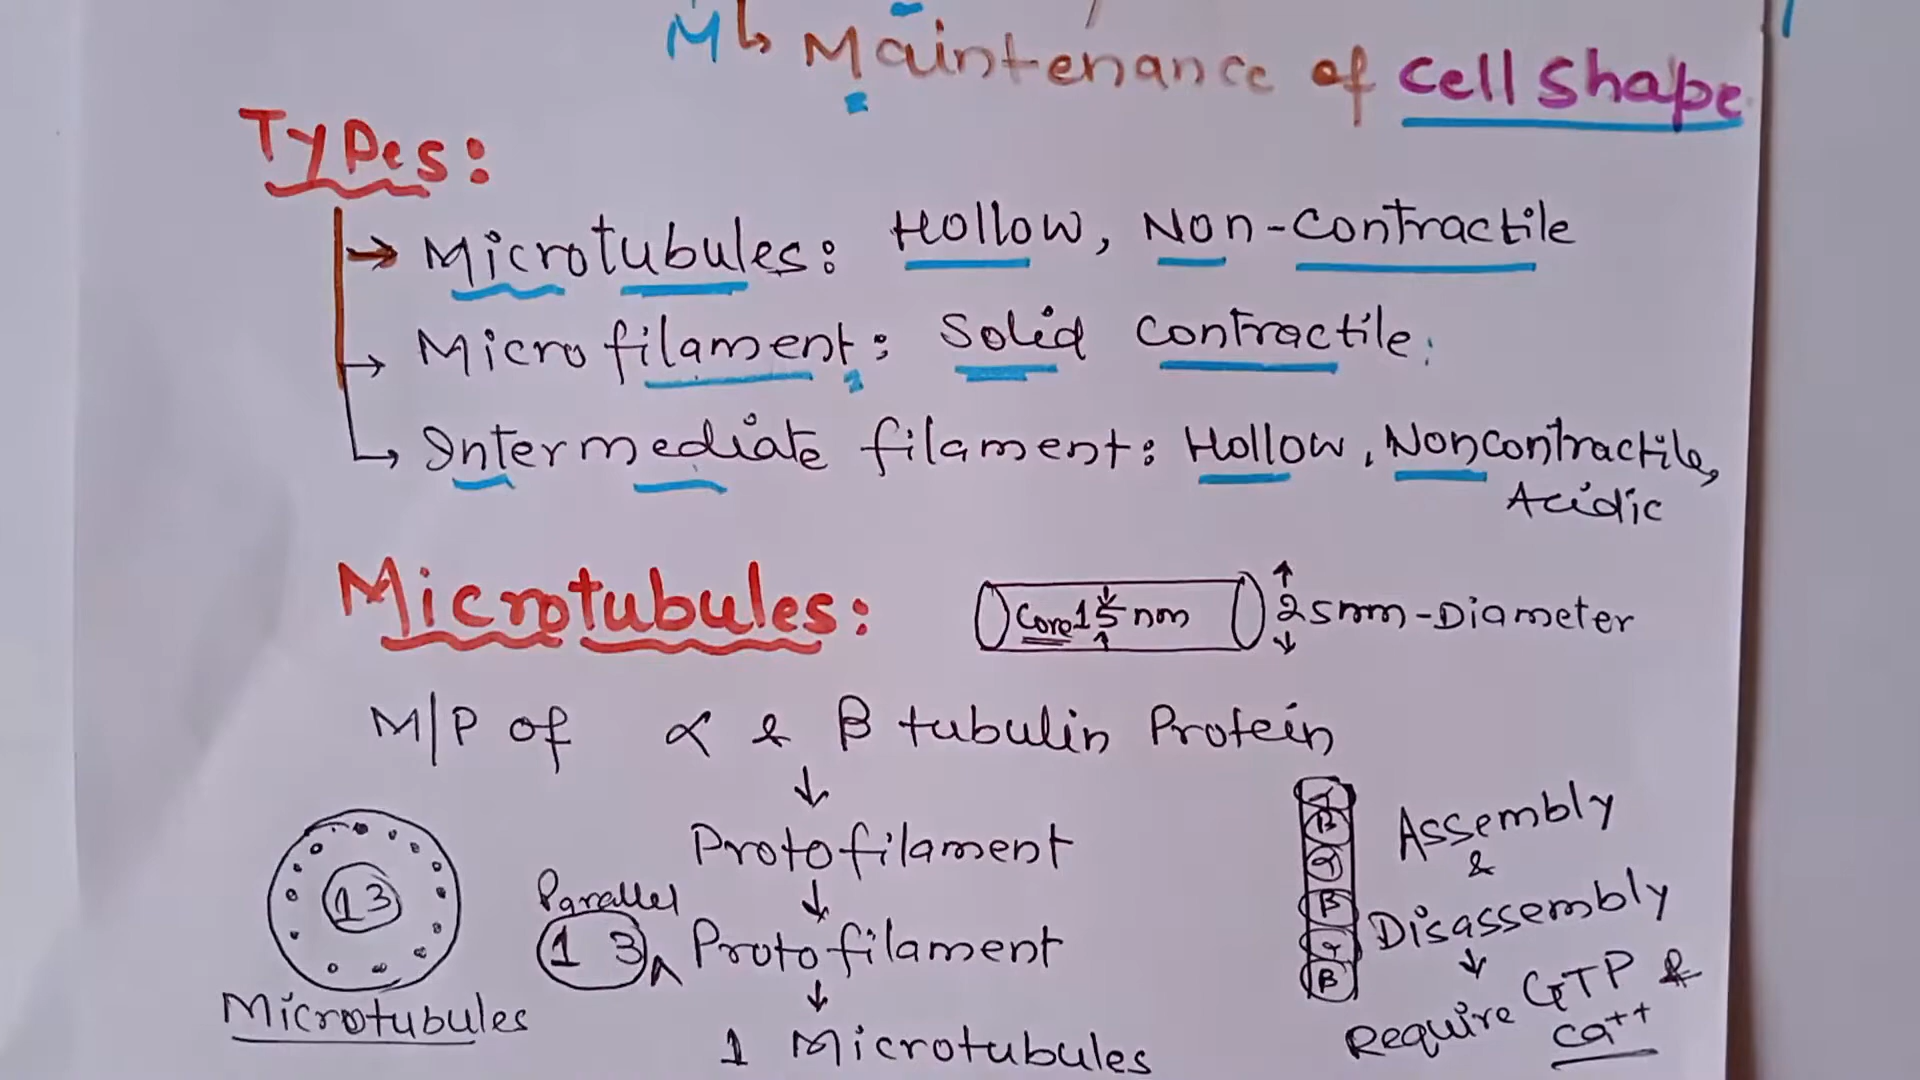 M↳ Maintenance of cell shape
Types:
→ Microtubules: Hollow, Non-Contractile
→ Microfilament: Solid Contractile.
↳ Intermediate filament: Hollow, Noncontractile,
Acidic
Microtubules:
Core 15 nm
25nm-Diameter
M/P of α & β tubulin Protein
↓
Protofilament
↓
Parallel
13 Protofilament
↓
1 Microtubules
13
Microtubules
α
β
α
β
α
β
Assembly
&
Disassembly
↓
Require GTP &
Ca++